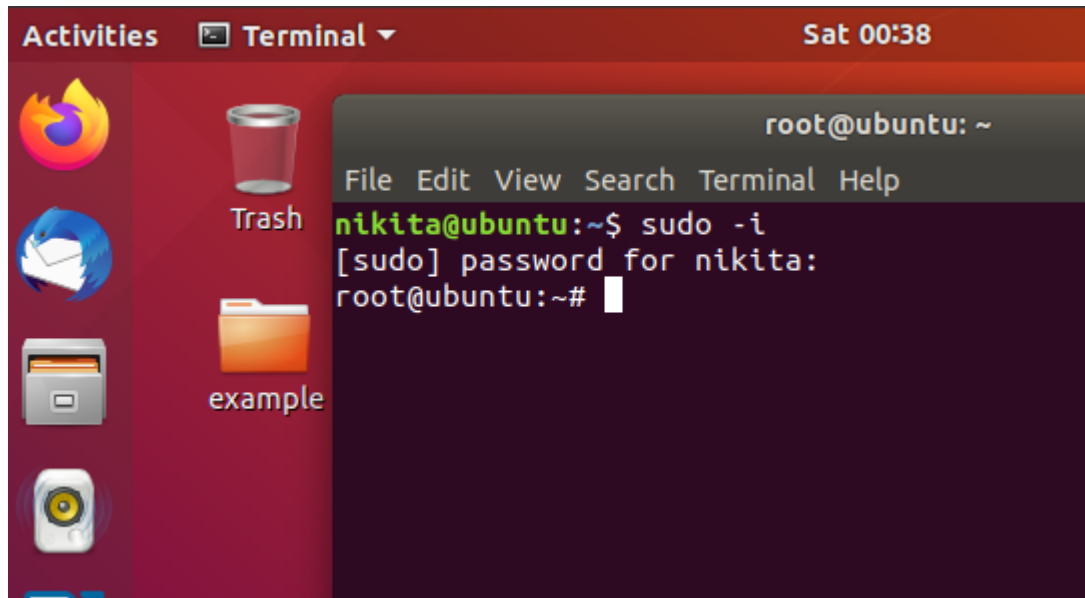 Activities Terminal Sat 00:38
root@ubuntu: ~
File Edit View Search Terminal Help
Trash
example
nikita@ubuntu:~$ sudo -i
[sudo] password for nikita:
root@ubuntu:~#